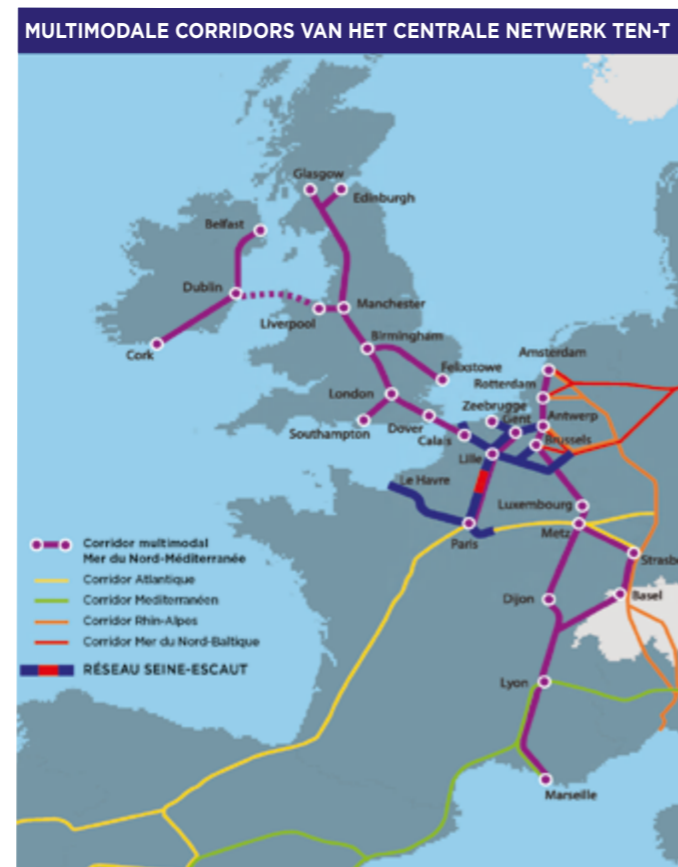 MULTIMODALE CORRIDORS VAN HET CENTRALE NETWERK TEN-T
Glasgow
Edinburgh
Belfast
Dublin
Manchester
Liverpool
Cork
Birmingham
Amsterdam
Felixstowe
Rotterdam
London
Zeebrugge
Gent
Antwerp
Southampton
Dover
Calais
Brussels
Lille
Le Havre
Luxembourg
Paris
Metz
Strasb
Dijon
Basel
Lyon
Marseille
Corridor multimodal
Mer du Nord-Méditerranée
Corridor Atlantique
Corridor Mediterranéen
Corridor Rhin-Alpes
Corridor Mer du Nord-Baltique
RÉSEAU SEINE-ESCAUT